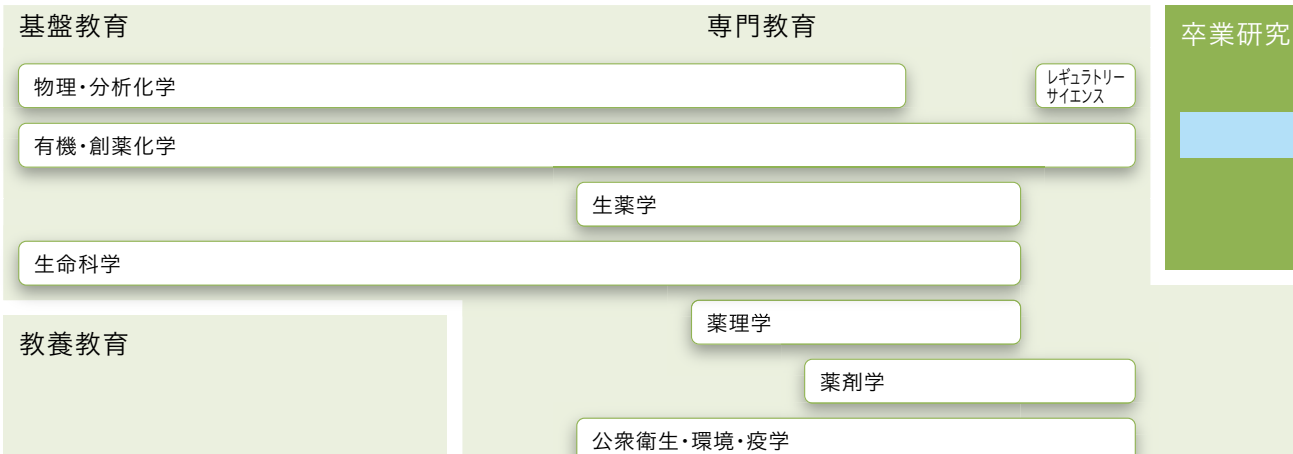 基盤教育
専門教育
卒業研究
物理・分析化学
レギュラトリー
サイエンス
有機・創薬化学
生薬学
生命科学
薬理学
教養教育
薬剤学
公衆衛生・環境・疫学